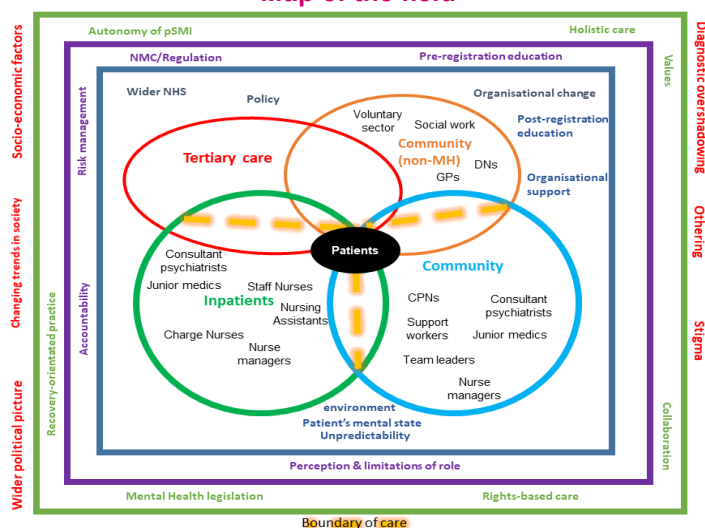 Map of the field
Autonomy of pSMI
Holistic care
Socio-economic factors
Diagnostic overshadowing
NMC/Regulation
Pre-registration education
Values
Risk management
Wider NHS
Policy
Organisational change
Voluntary
sector
Social work
Post-registration
education
Community
(non-MH)
Tertiary care
DNs
GPs
Organisational
support
Changing trends in society
Othering
Patients
Consultant
psychiatrists
Community
Junior medics
Staff Nurses
Inpatients
Nursing
Assistants
CPNs
Consultant
psychiatrists
Support
workers
Junior medics
Charge Nurses
Nurse
managers
Team leaders
Nurse
managers
Accountability
Recovery-orientated practice
Stigma
Wider political picture
Collaboration
environment
Patient's mental state
Unpredictability
Perception & limitations of role
Mental Health legislation
Rights-based care
Boundary of care